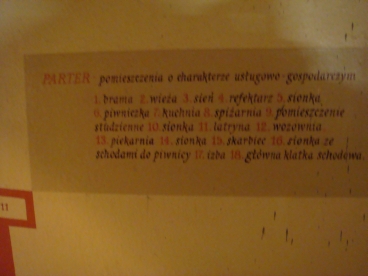 PARTER - pomieszczenia o charakterze usługowo-gospodarczym
1. brama 2. wieża 3. sień 4. refektarz 5. sionka
6. piwniczka 7. kuchnia 8. spiżarnia 9. pomieszczenie
studzienne 10. sionka 11. latryna 12. wozownia
13. piekarnia 14. sionka 15. skarbiec 16. sionka ze
schodami do piwnicy 17. izba 18. główna klatka schodowa.
11